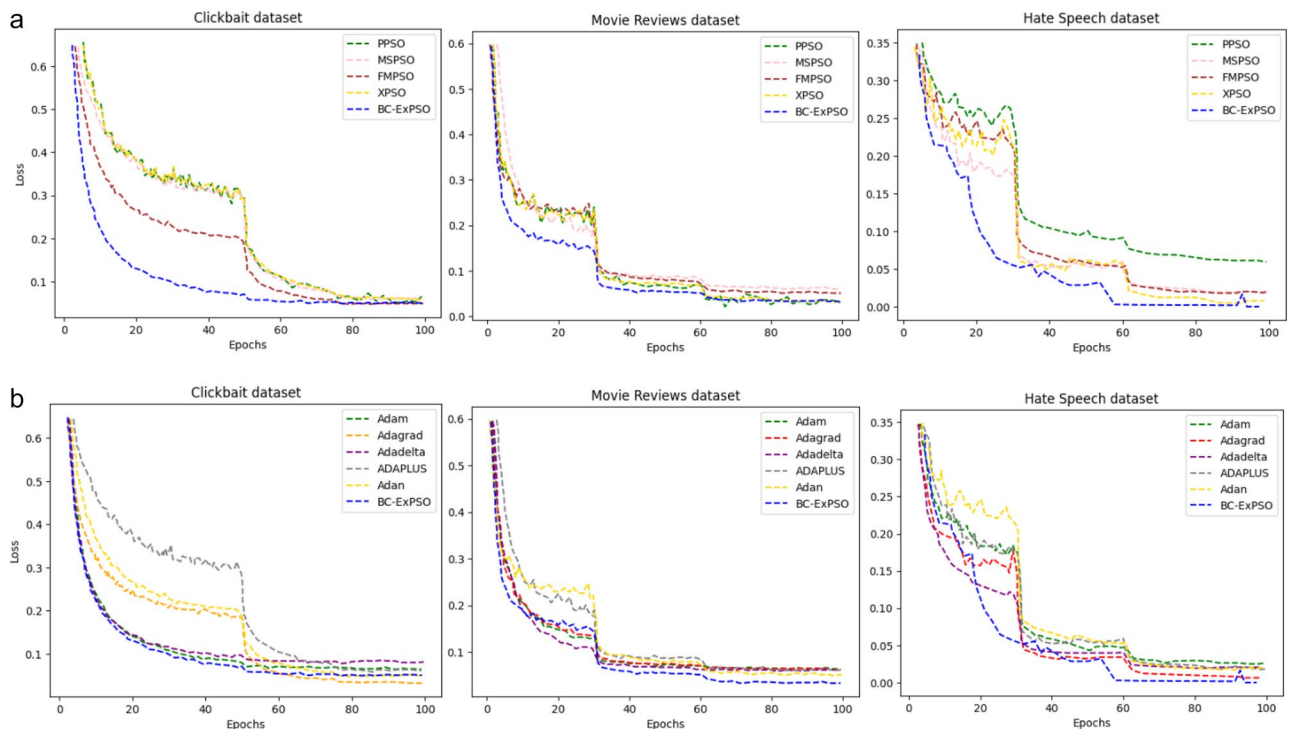 a
Clickbait dataset
Loss
0.6
0.5
0.4
0.3
0.2
0.1
PPSO
MSPSO
FMPSO
XPSO
BC-ExPSO
0 20 40 60 80 100
Epochs
Movie Reviews dataset
0.6
0.5
0.4
0.3
0.2
0.1
0.0
PPSO
MSPSO
FMPSO
XPSO
BC-ExPSO
0 20 40 60 80 100
Epochs
Hate Speech dataset
0.35
0.30
0.25
0.20
0.15
0.10
0.05
0.00
PPSO
MSPSO
FMPSO
XPSO
BC-ExPSO
0 20 40 60 80 100
Epochs
b
Clickbait dataset
Loss
0.6
0.5
0.4
0.3
0.2
0.1
Adam
Adagrad
Adadelta
ADAPLUS
Adan
BC-ExPSO
0 20 40 60 80 100
Epochs
Movie Reviews dataset
0.6
0.5
0.4
0.3
0.2
0.1
Adam
Adagrad
Adadelta
ADAPLUS
Adan
BC-ExPSO
0 20 40 60 80 100
Epochs
Hate Speech dataset
0.35
0.30
0.25
0.20
0.15
0.10
0.05
0.00
Adam
Adagrad
Adadelta
ADAPLUS
Adan
BC-ExPSO
0 20 40 60 80 100
Epochs